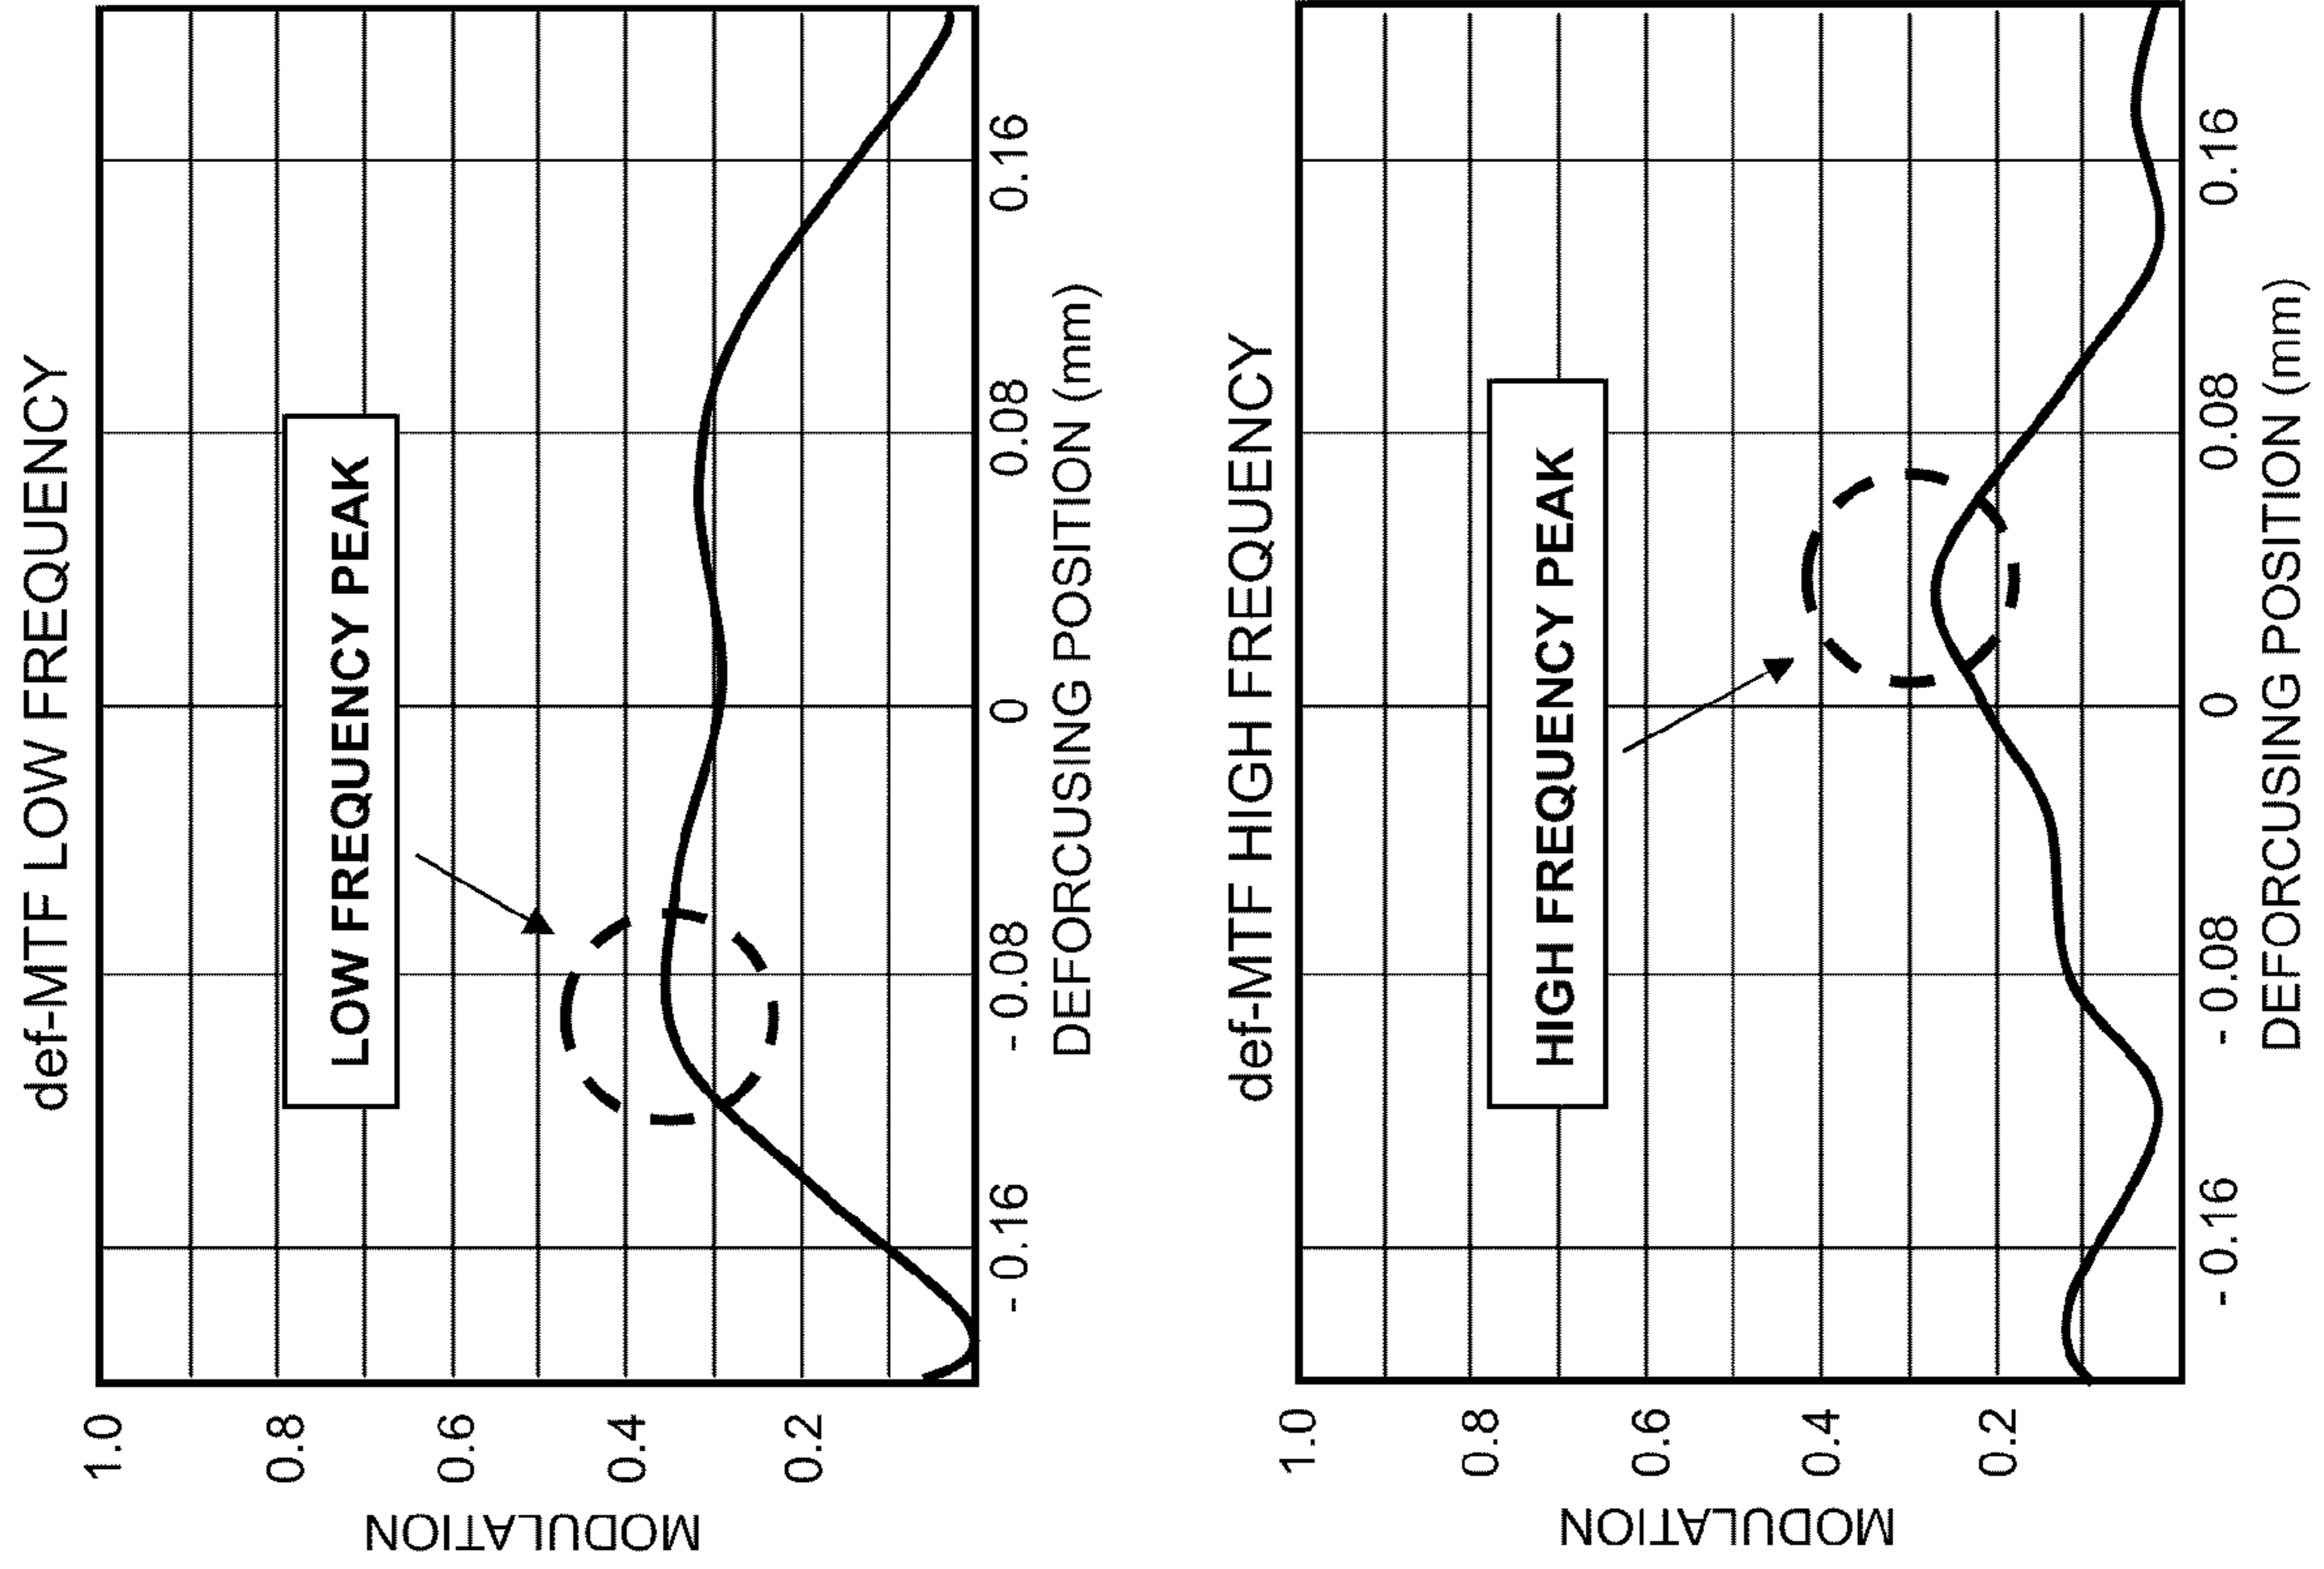 def-MTF LOW FREQUENCY
MODULATION
1.0
0.8
0.6
0.4
0.2
LOW FREQUENCY PEAK
- 0.16
- 0.08
0
0.08
0.16
DEFORCUSING POSITION (mm)
def-MTF HIGH FREQUENCY
MODULATION
1.0
0.8
0.6
0.4
0.2
HIGH FREQUENCY PEAK
- 0.16
- 0.08
0
0.08
0.16
DEFORCUSING POSITION (mm)